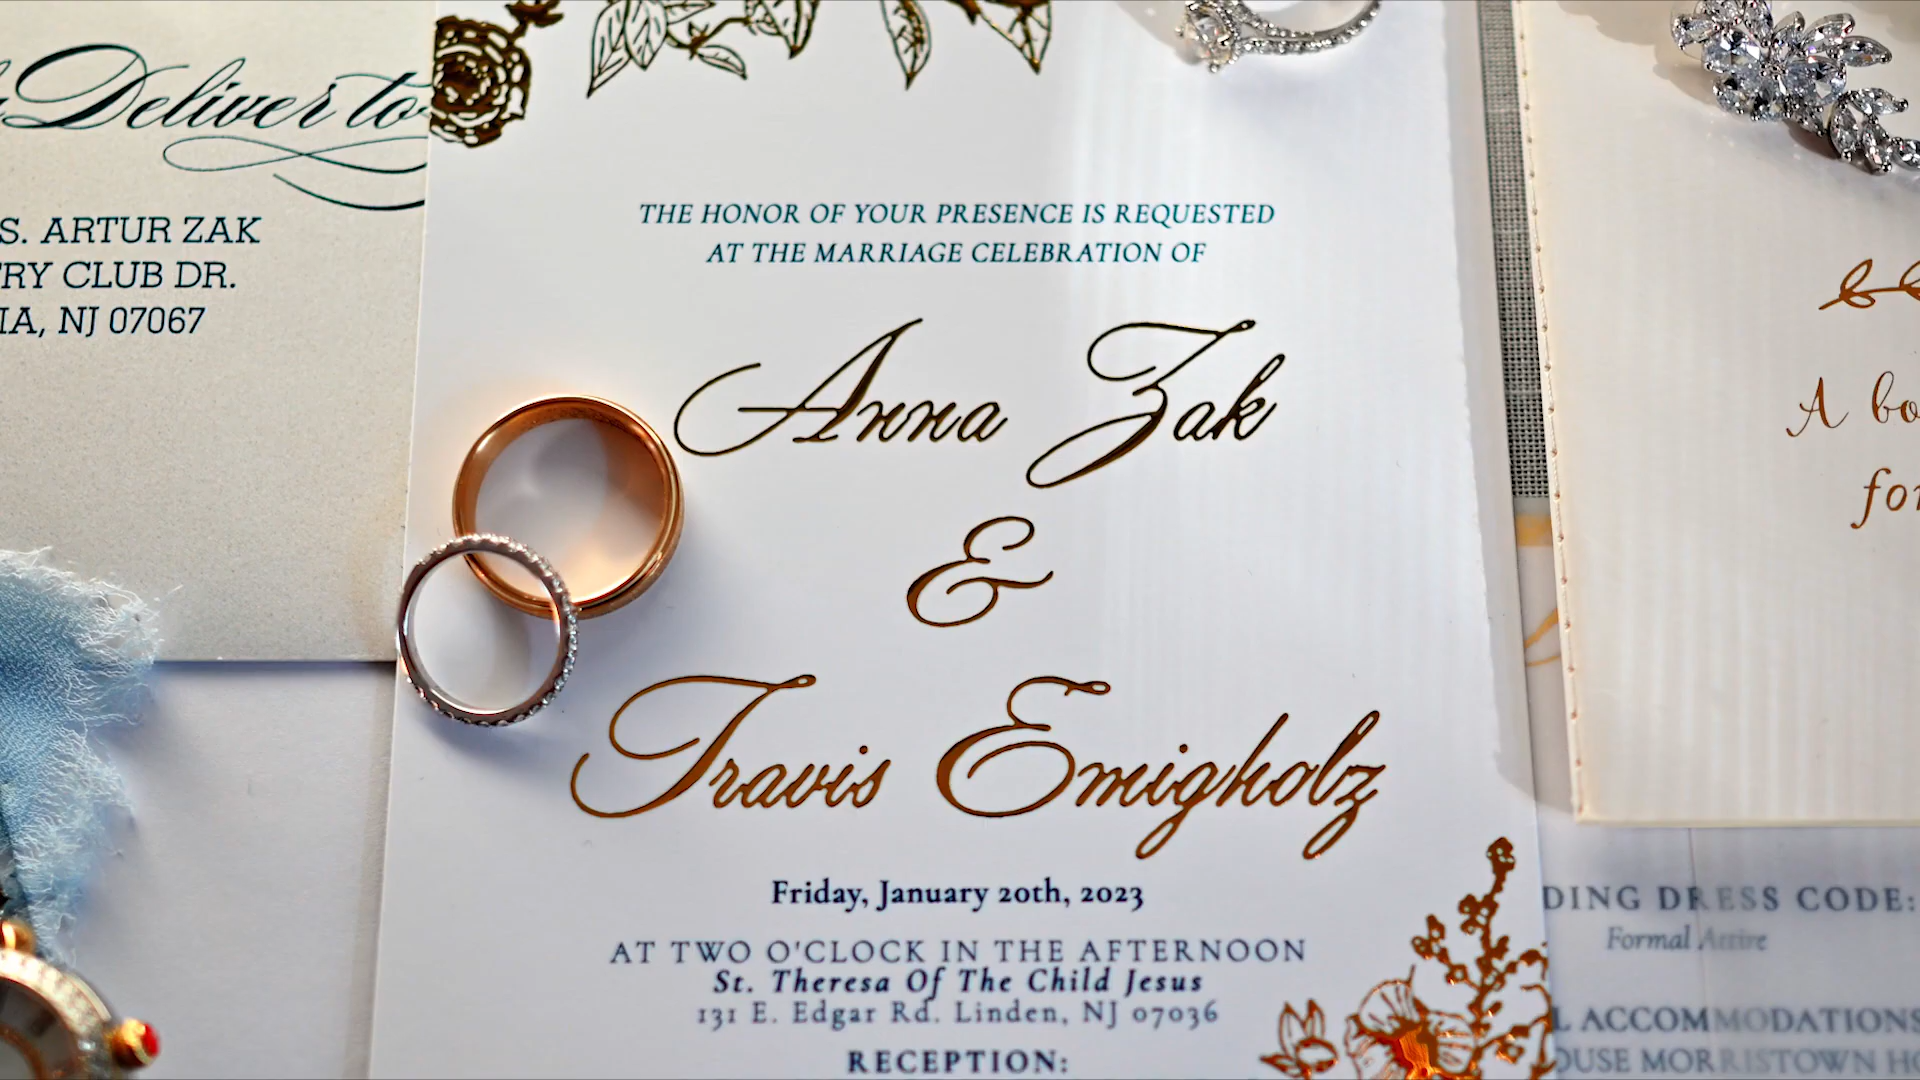 Deliver to
S. ARTUR ZAK
RY CLUB DR.
IA, NJ 07067
THE HONOR OF YOUR PRESENCE IS REQUESTED
AT THE MARRIAGE CELEBRATION OF
Anna Zak
&
Travis Emigholz
Friday, January 20th, 2023
AT TWO O'CLOCK IN THE AFTERNOON
St. Theresa Of The Child Jesus
131 E. Edgar Rd. Linden, NJ 07036
RECEPTION:
A bo
for
DING DRESS CODE:
Formal Attire
L ACCOMMODATIONS
OUSE MORRISTOWN HO